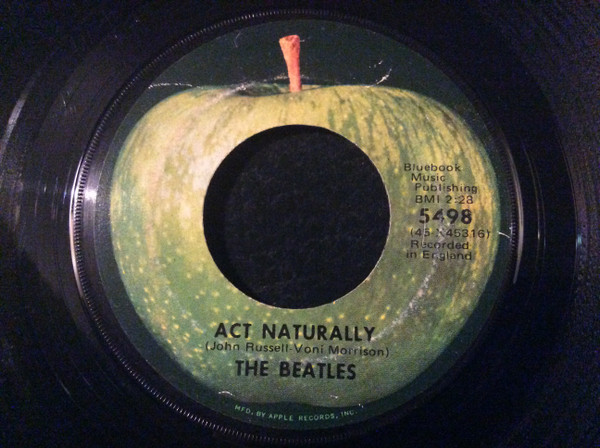 Bluebook
Music
Publishing
BMI 2:28
5498
(45-X45316)
Recorded
in England
ACT NATURALLY
(John Russell-Voni Morrison)
THE BEATLES
MFD. BY APPLE RECORDS, INC.